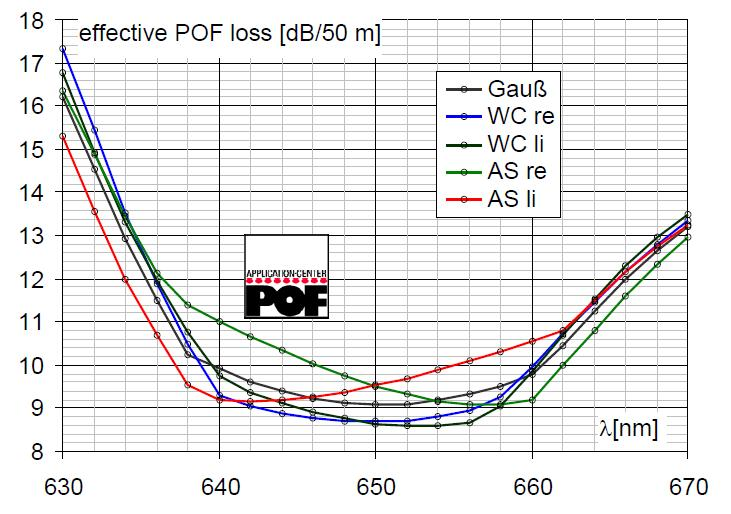 effective POF loss [dB/50 m]
18
17
16
15
14
13
12
11
10
9
8
Gauß
WC re
WC li
AS re
AS li
APPLICATION-CENTER
POF
λ[nm]
630
640
650
660
670